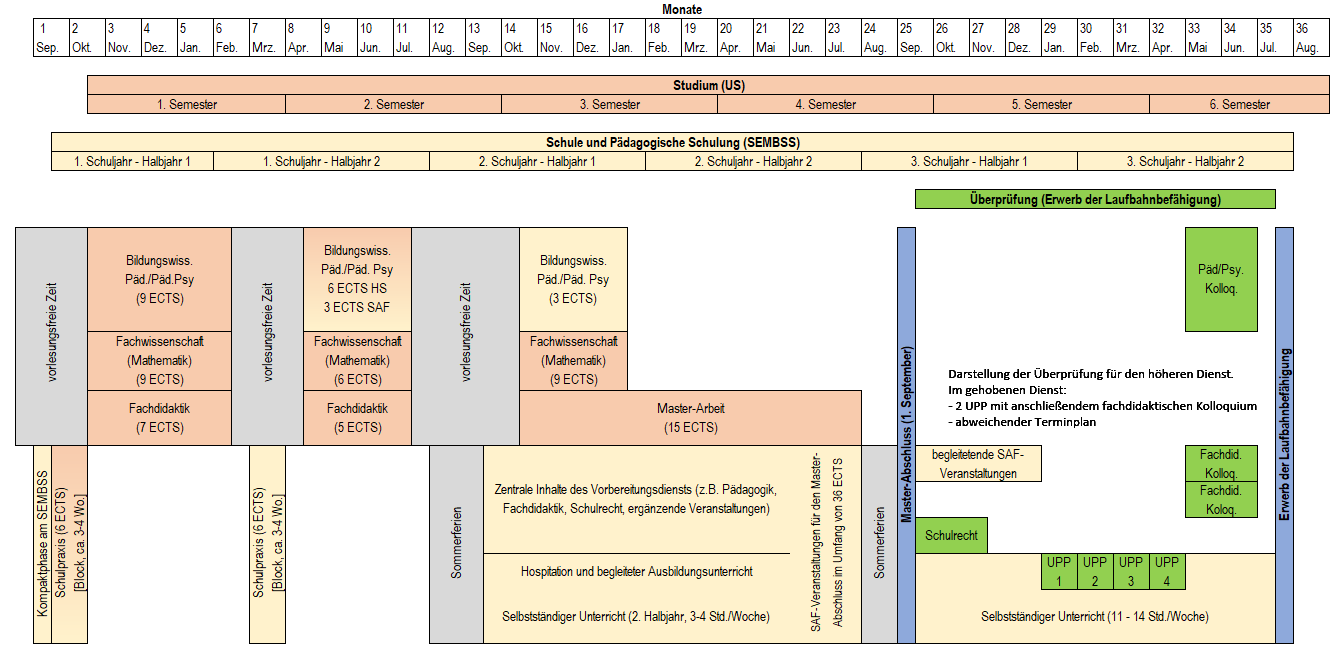 Monate
1 2 3 4 5 6 7 8 9 10 11 12 13 14 15 16 17 18 19 20 21 22 23 24 25 26 27 28 29 30 31 32 33 34 35 36
Sep. Okt. Nov. Dez. Jan. Feb. Mrz. Apr. Mai Jun. Jul. Aug. Sep. Okt. Nov. Dez. Jan. Feb. Mrz. Apr. Mai Jun. Jul. Aug. Sep. Okt. Nov. Dez. Jan. Feb. Mrz. Apr. Mai Jun. Jul. Aug.
Studium (US)
1. Semester 2. Semester 3. Semester 4. Semester 5. Semester 6. Semester
Schule und Pädagogische Schulung (SEMBSS)
1. Schuljahr - Halbjahr 1 1. Schuljahr - Halbjahr 2 2. Schuljahr - Halbjahr 1 2. Schuljahr - Halbjahr 2 3. Schuljahr - Halbjahr 1 3. Schuljahr - Halbjahr 2
Überprüfung (Erwerb der Laufbahnbefähigung)
vorlesungsfreie Zeit
Bildungswiss.
Päd./Päd.Psy
(9 ECTS)
Fachwissenschaft
(Mathematik)
(9 ECTS)
Fachdidaktik
(7 ECTS)
vorlesungsfreie Zeit
Bildungswiss.
Päd./Päd. Psy
6 ECTS HS
3 ECTS SAF
Fachwissenschaft
(Mathematik)
(6 ECTS)
Fachdidaktik
(5 ECTS)
vorlesungsfreie Zeit
Bildungswiss.
Päd./Päd. Psy
(3 ECTS)
Fachwissenschaft
(Mathematik)
(9 ECTS)
Master-Arbeit
(15 ECTS)
Master-Abschluss (1. September)
Päd/Psy.
Kolloq.
Darstellung der Überprüfung für den höheren Dienst.
Im gehobenen Dienst:
- 2 UPP mit anschließendem fachdidaktischen Kolloquium
- abweichender Terminplan
Erwerb der Laufbahnbefähigung
Kompaktphase am SEMBSS
Schulpraxis (6 ECTS)
[Block, ca. 3-4 Wo.]
Schulpraxis (6 ECTS)
[Block, ca. 3-4 Wo.]
Sommerferien
Zentrale Inhalte des Vorbereitungsdiensts (z.B. Pädagogik,
Fachdidaktik, Schulrecht, ergänzende Veranstaltungen)
Hospitation und begleiteter Ausbildungsunterricht
Selbstständiger Unterricht (2. Halbjahr, 3-4 Std./Woche)
SAF-Veranstaltungen für den Master-
Abschluss im Umfang von 36 ECTS
Sommerferien
begleitetende SAF-
Veranstaltungen
Fachdid.
Kolloq.
Fachdid.
Koloq.
Schulrecht
UPP UPP UPP UPP
1 2 3 4
Selbstständiger Unterricht (11 - 14 Std./Woche)